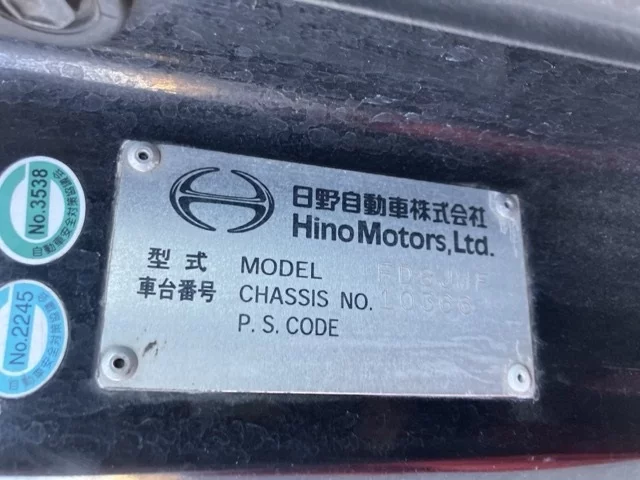 日野自動車株式会社
Hino Motors, Ltd.
型式 MODEL
車台番号 CHASSIS NO.
P. S. CODE
No.3538
No.2245